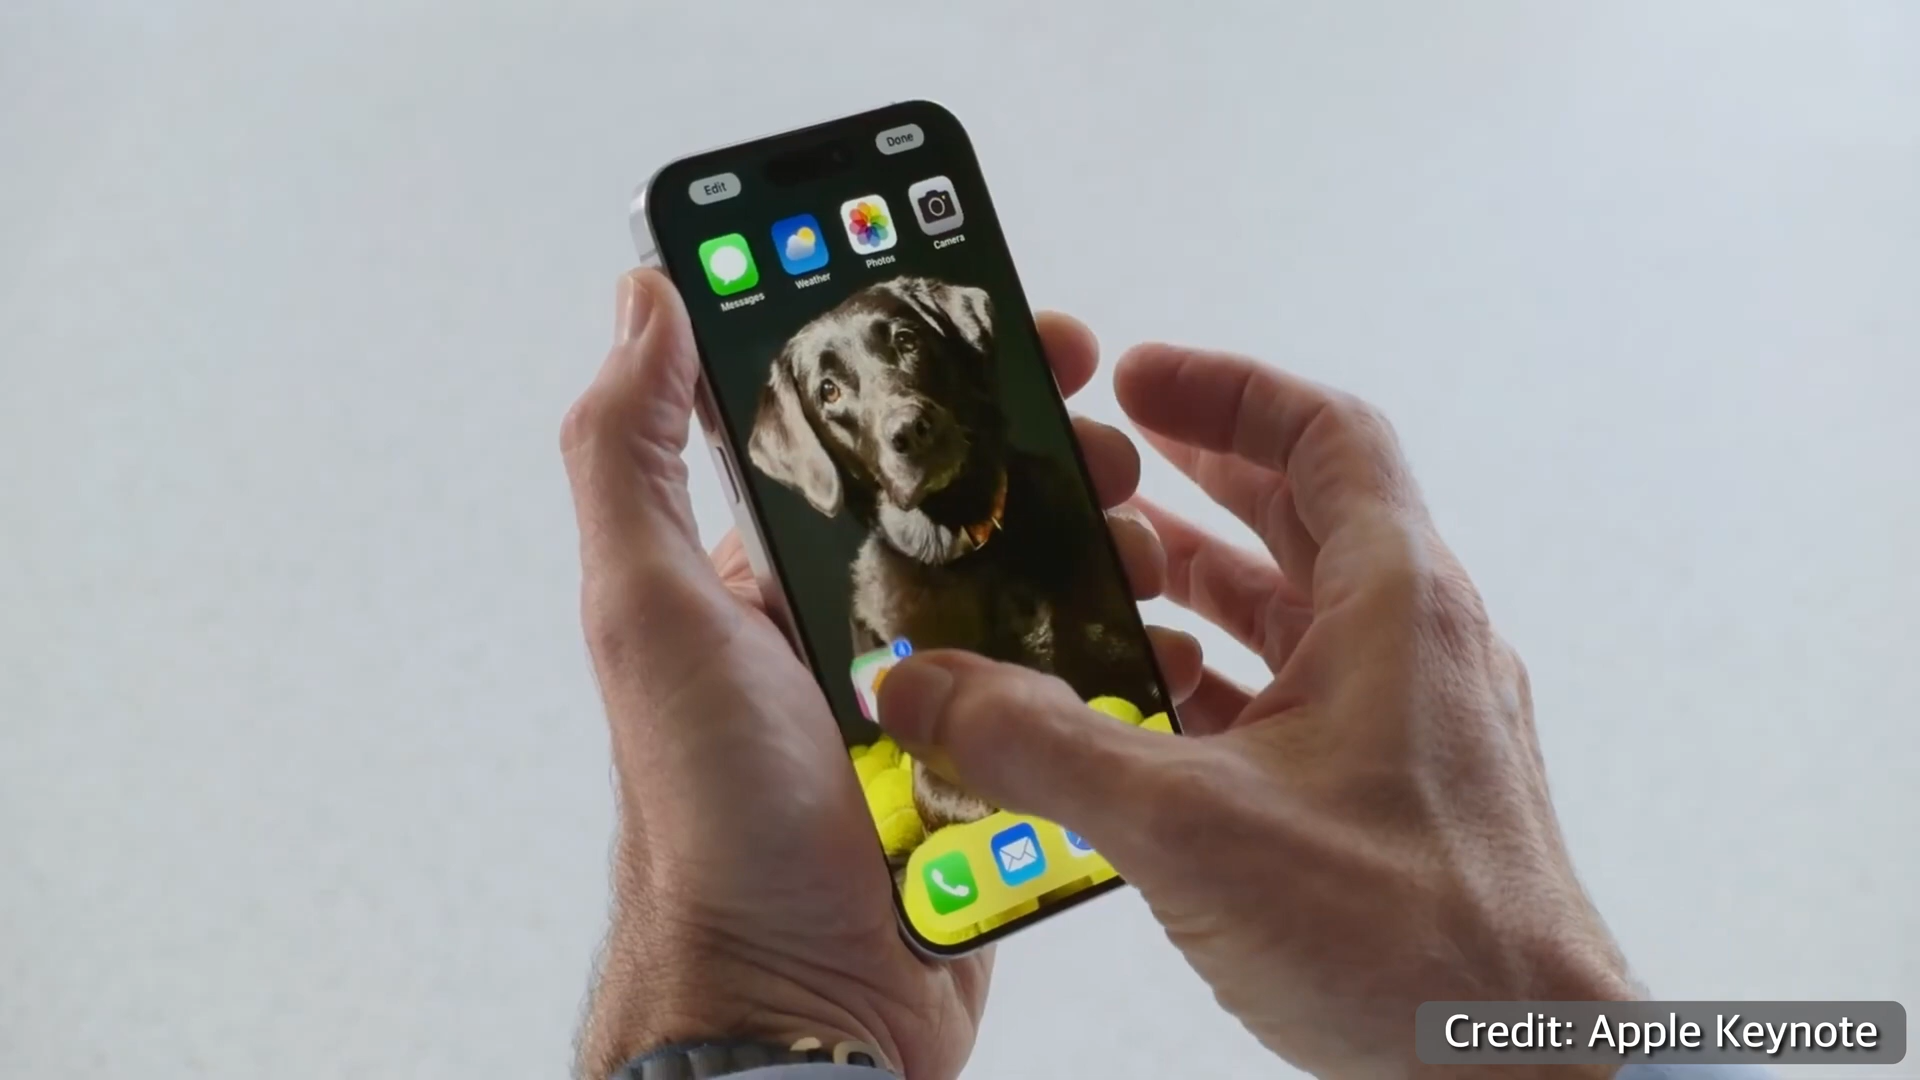 Edit
Done
Messages
Weather
Photos
Camera
Credit: Apple Keynote